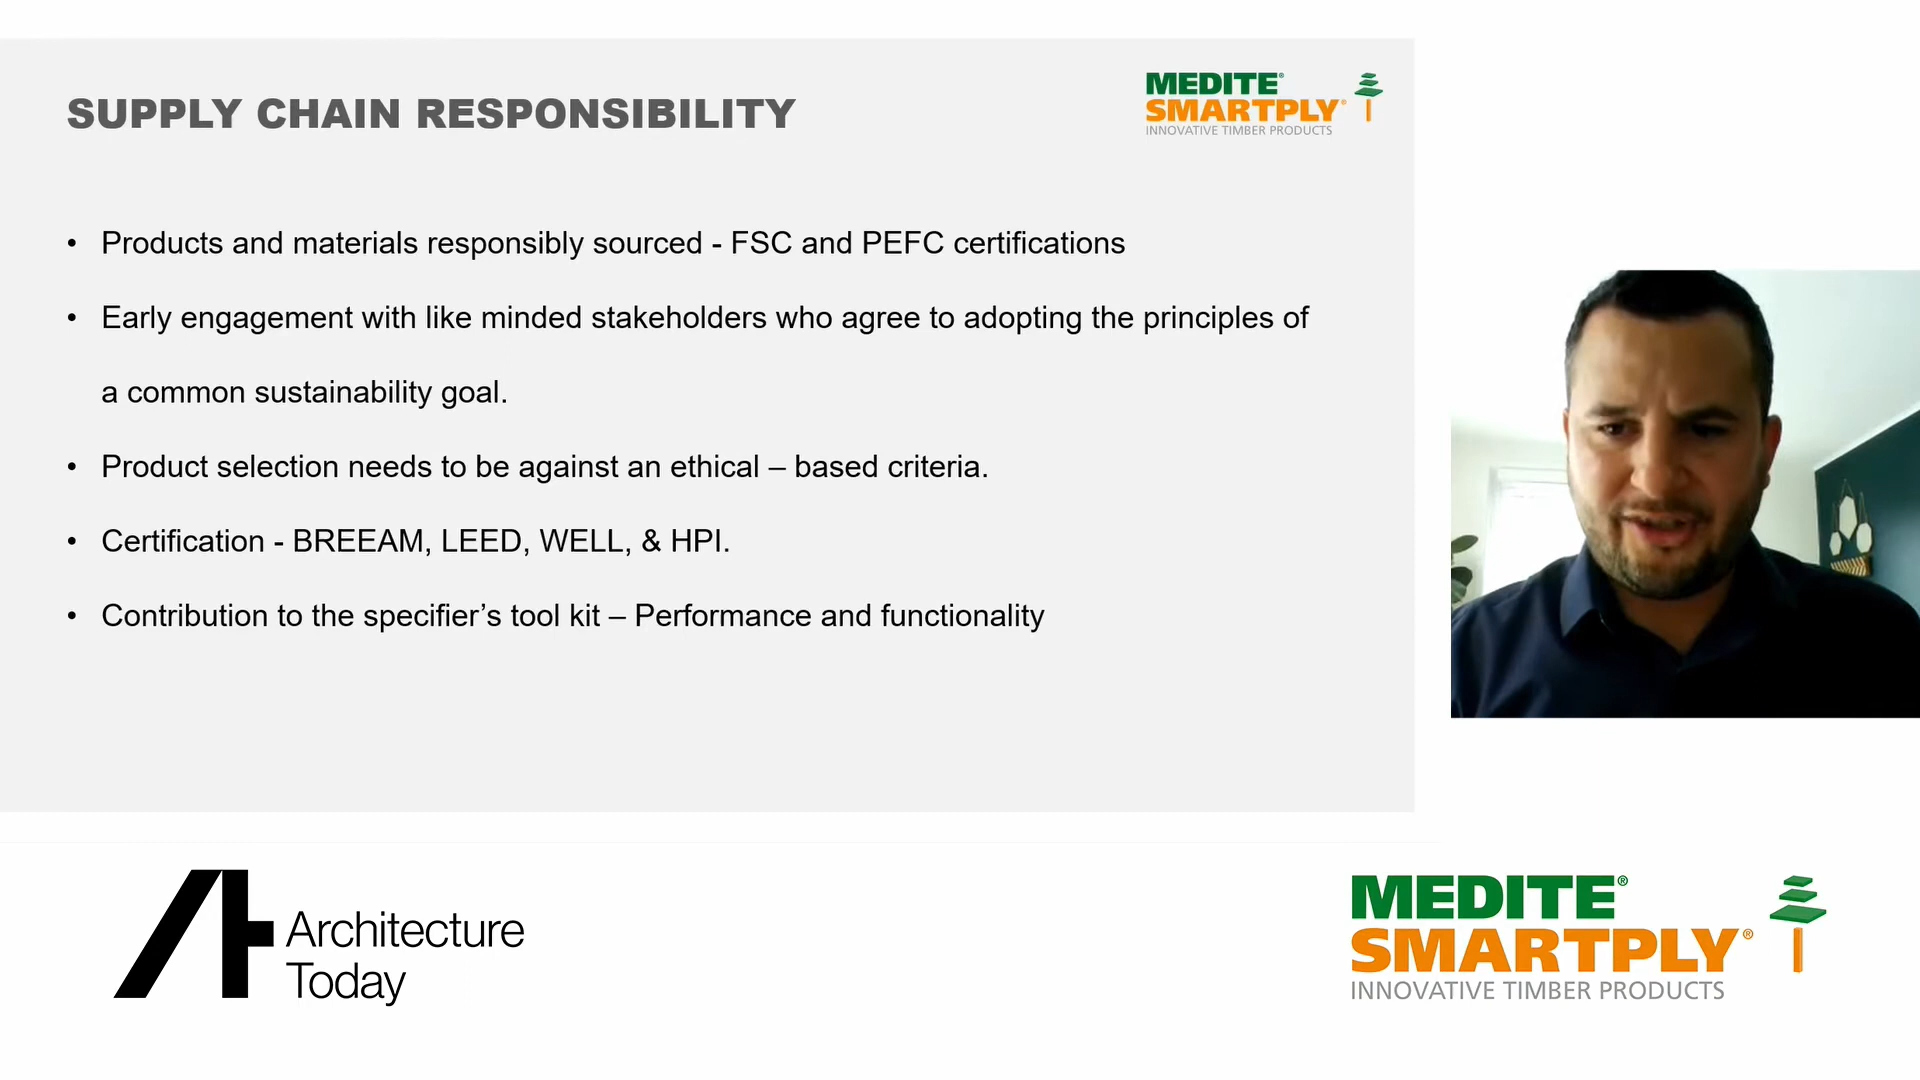 SUPPLY CHAIN RESPONSIBILITY
MEDITE®
SMARTPLY®
INNOVATIVE TIMBER PRODUCTS
• Products and materials responsibly sourced - FSC and PEFC certifications
• Early engagement with like minded stakeholders who agree to adopting the principles of
a common sustainability goal.
• Product selection needs to be against an ethical – based criteria.
• Certification - BREEAM, LEED, WELL, & HPI.
• Contribution to the specifier’s tool kit – Performance and functionality
Architecture
Today
MEDITE®
SMARTPLY®
INNOVATIVE TIMBER PRODUCTS